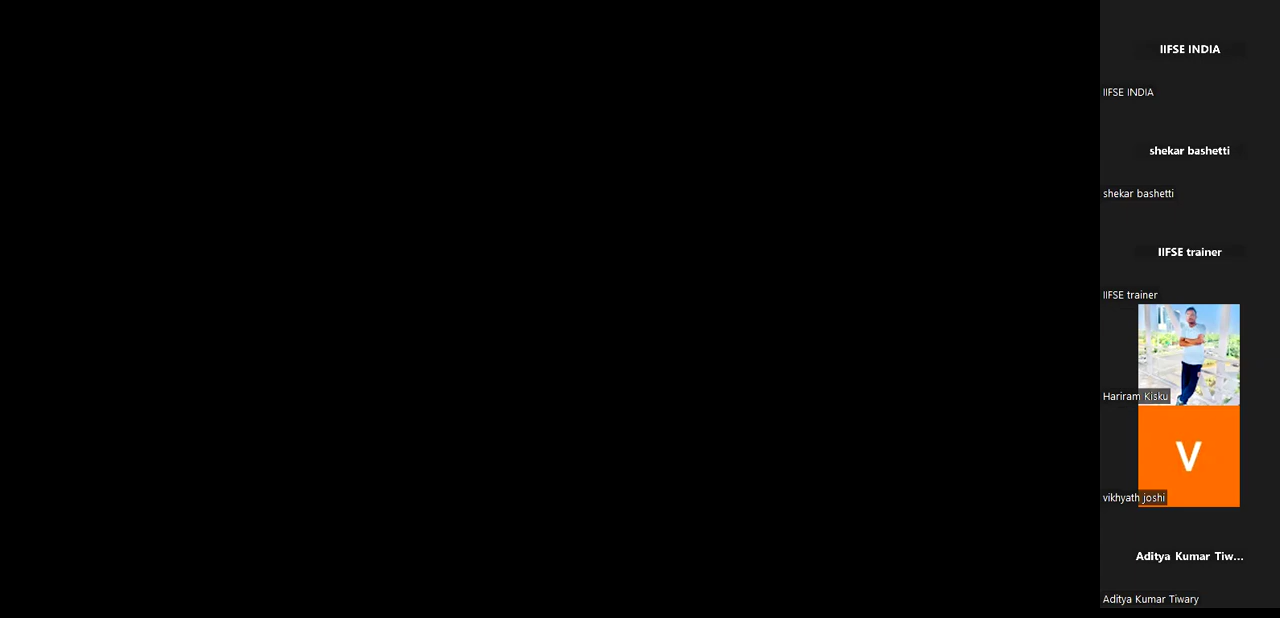 IIFSE INDIA
IIFSE INDIA
shekar bashetti
shekar bashetti
IIFSE trainer
IIFSE trainer
Hariram Kisku
V
vikhyath joshi
Aditya Kumar Tiw...
Aditya Kumar Tiwary